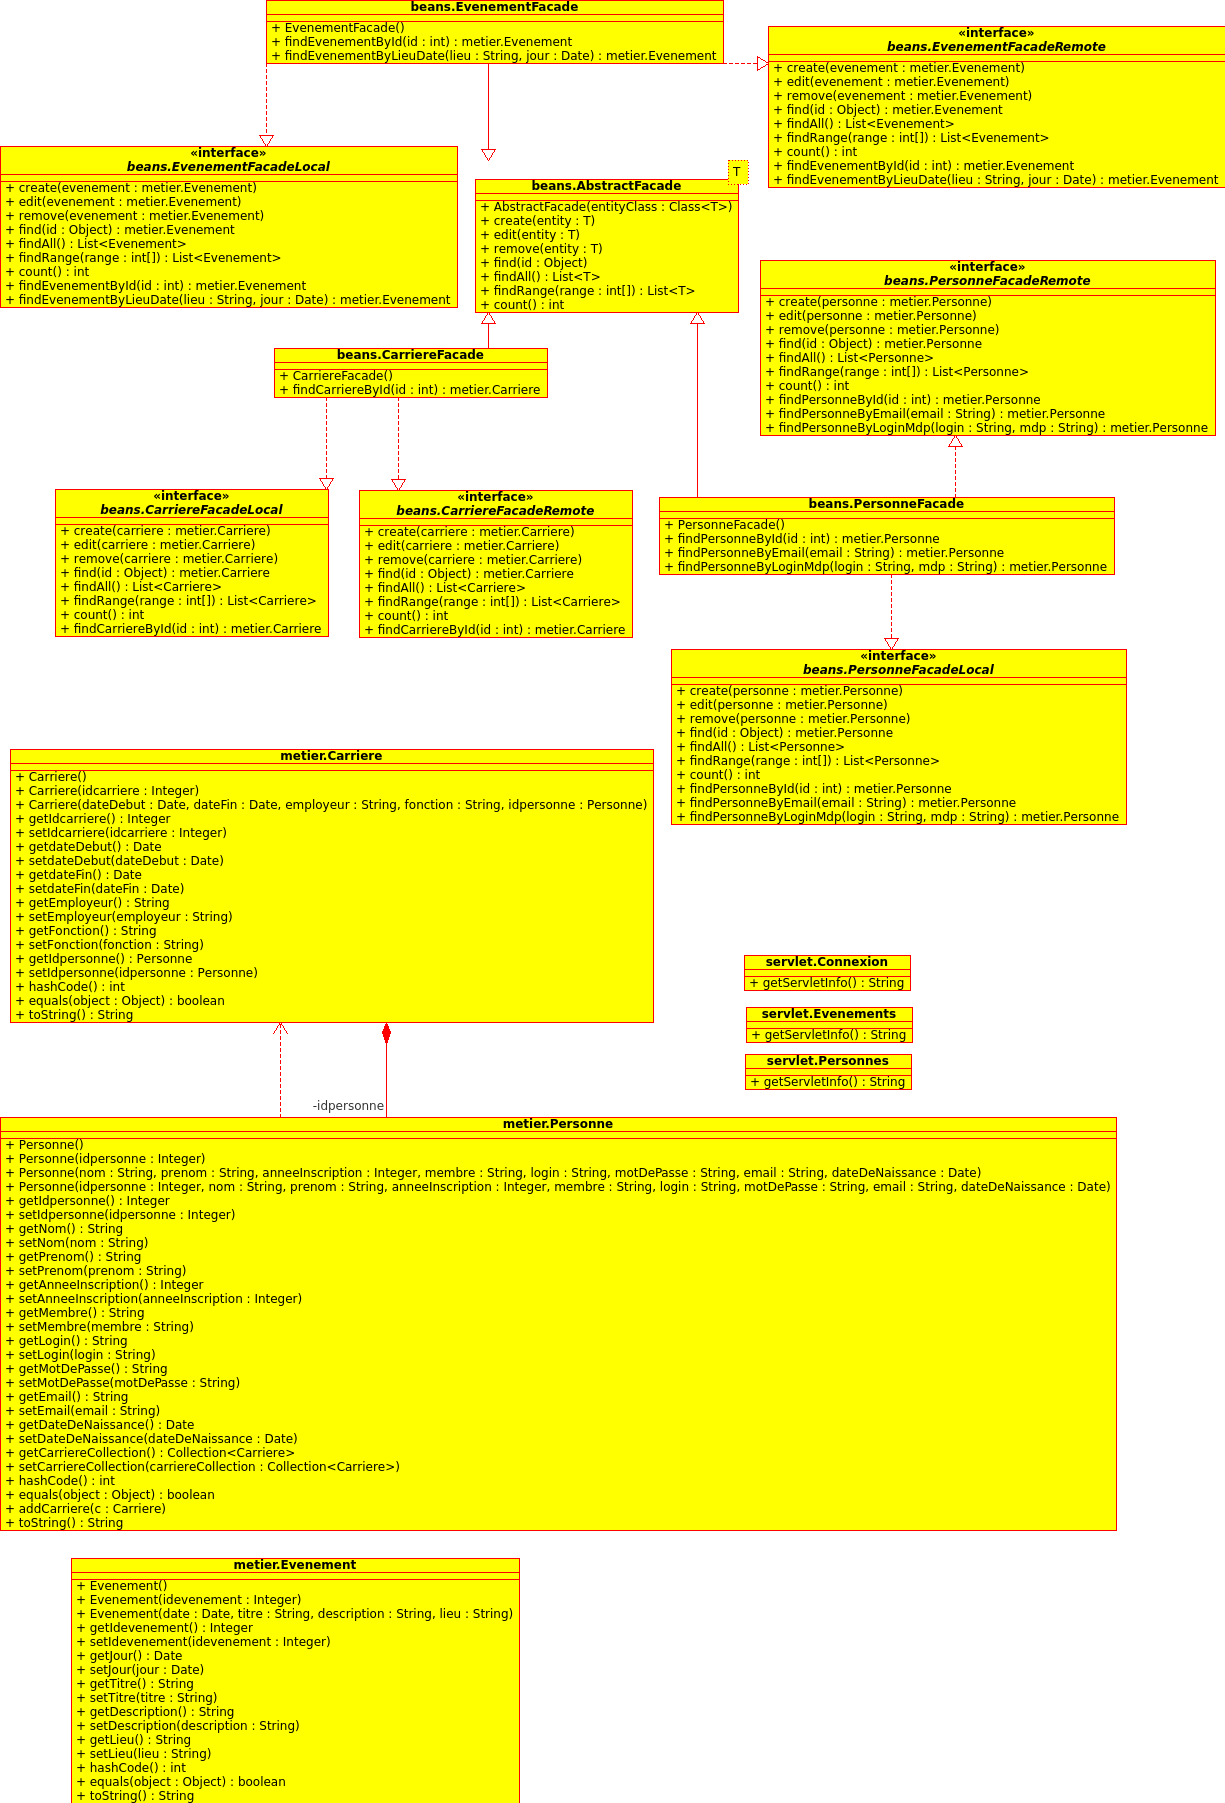 beans.EvenementFacade
+ EvenementFacade()
+ findEvenementById(id : int) : metier.Evenement
+ findEvenementByLieuDate(lieu : String, jour : Date) : metier.Evenement
«interface»
beans.EvenementFacadeRemote
+ create(evenement : metier.Evenement)
+ edit(evenement : metier.Evenement)
+ remove(evenement : metier.Evenement)
+ find(id : Object) : metier.Evenement
+ findAll() : List<Evenement>
+ findRange(range : int[]) : List<Evenement>
+ count() : int
+ findEvenementById(id : int) : metier.Evenement
+ findEvenementByLieuDate(lieu : String, jour : Date) : metier.Evenement
«interface»
beans.EvenementFacadeLocal
+ create(evenement : metier.Evenement)
+ edit(evenement : metier.Evenement)
+ remove(evenement : metier.Evenement)
+ find(id : Object) : metier.Evenement
+ findAll() : List<Evenement>
+ findRange(range : int[]) : List<Evenement>
+ count() : int
+ findEvenementById(id : int) : metier.Evenement
+ findEvenementByLieuDate(lieu : String, jour : Date) : metier.Evenement
T
beans.AbstractFacade
+ AbstractFacade(entityClass : Class<T>)
+ create(entity : T)
+ edit(entity : T)
+ remove(entity : T)
+ find(id : Object)
+ findAll() : List<T>
+ findRange(range : int[]) : List<T>
+ count() : int
«interface»
beans.PersonneFacadeRemote
+ create(personne : metier.Personne)
+ edit(personne : metier.Personne)
+ remove(personne : metier.Personne)
+ find(id : Object) : metier.Personne
+ findAll() : List<Personne>
+ findRange(range : int[]) : List<Personne>
+ count() : int
+ findPersonneById(id : int) : metier.Personne
+ findPersonneByEmail(email : String) : metier.Personne
+ findPersonneByLoginMdp(login : String, mdp : String) : metier.Personne
beans.CarriereFacade
+ CarriereFacade()
+ findCarriereById(id : int) : metier.Carriere
«interface»
beans.CarriereFacadeLocal
+ create(carriere : metier.Carriere)
+ edit(carriere : metier.Carriere)
+ remove(carriere : metier.Carriere)
+ find(id : Object) : metier.Carriere
+ findAll() : List<Carriere>
+ findRange(range : int[]) : List<Carriere>
+ count() : int
+ findCarriereById(id : int) : metier.Carriere
«interface»
beans.CarriereFacadeRemote
+ create(carriere : metier.Carriere)
+ edit(carriere : metier.Carriere)
+ remove(carriere : metier.Carriere)
+ find(id : Object) : metier.Carriere
+ findAll() : List<Carriere>
+ findRange(range : int[]) : List<Carriere>
+ count() : int
+ findCarriereById(id : int) : metier.Carriere
beans.PersonneFacade
+ PersonneFacade()
+ findPersonneById(id : int) : metier.Personne
+ findPersonneByEmail(email : String) : metier.Personne
+ findPersonneByLoginMdp(login : String, mdp : String) : metier.Personne
«interface»
beans.PersonneFacadeLocal
+ create(personne : metier.Personne)
+ edit(personne : metier.Personne)
+ remove(personne : metier.Personne)
+ find(id : Object) : metier.Personne
+ findAll() : List<Personne>
+ findRange(range : int[]) : List<Personne>
+ count() : int
+ findPersonneById(id : int) : metier.Personne
+ findPersonneByEmail(email : String) : metier.Personne
+ findPersonneByLoginMdp(login : String, mdp : String) : metier.Personne
metier.Carriere
+ Carriere()
+ Carriere(idcarriere : Integer)
+ Carriere(dateDebut : Date, dateFin : Date, employeur : String, fonction : String, idpersonne : Personne)
+ getIdcarriere() : Integer
+ setIdcarriere(idcarriere : Integer)
+ getdateDebut() : Date
+ setdateDebut(dateDebut : Date)
+ getdateFin() : Date
+ setdateFin(dateFin : Date)
+ getEmployeur() : String
+ setEmployeur(employeur : String)
+ getFonction() : String
+ setFonction(fonction : String)
+ getIdpersonne() : Personne
+ setIdpersonne(idpersonne : Personne)
+ hashCode() : int
+ equals(object : Object) : boolean
+ toString() : String
servlet.Connexion
+ getServletInfo() : String
servlet.Evenements
+ getServletInfo() : String
servlet.Personnes
+ getServletInfo() : String
-idpersonne
metier.Personne
+ Personne()
+ Personne(idpersonne : Integer)
+ Personne(nom : String, prenom : String, anneeInscription : Integer, membre : String, login : String, motDePasse : String, email : String, dateDeNaissance : Date)
+ Personne(idpersonne : Integer, nom : String, prenom : String, anneeInscription : Integer, membre : String, login : String, motDePasse : String, email : String, dateDeNaissance : Date)
+ getIdpersonne() : Integer
+ setIdpersonne(idpersonne : Integer)
+ getNom() : String
+ setNom(nom : String)
+ getPrenom() : String
+ setPrenom(prenom : String)
+ getAnneeInscription() : Integer
+ setAnneeInscription(anneeInscription : Integer)
+ getMembre() : String
+ setMembre(membre : String)
+ getLogin() : String
+ setLogin(login : String)
+ getMotDePasse() : String
+ setMotDePasse(motDePasse : String)
+ getEmail() : String
+ setEmail(email : String)
+ getDateDeNaissance() : Date
+ setDateDeNaissance(dateDeNaissance : Date)
+ getCarriereCollection() : Collection<Carriere>
+ setCarriereCollection(carriereCollection : Collection<Carriere>)
+ hashCode() : int
+ equals(object : Object) : boolean
+ addCarriere(c : Carriere)
+ toString() : String
metier.Evenement
+ Evenement()
+ Evenement(idevenement : Integer)
+ Evenement(date : Date, titre : String, description : String, lieu : String)
+ getIdevenement() : Integer
+ setIdevenement(idevenement : Integer)
+ getJour() : Date
+ setJour(jour : Date)
+ getTitre() : String
+ setTitre(titre : String)
+ getDescription() : String
+ setDescription(description : String)
+ getLieu() : String
+ setLieu(lieu : String)
+ hashCode() : int
+ equals(object : Object) : boolean
+ toString() : String